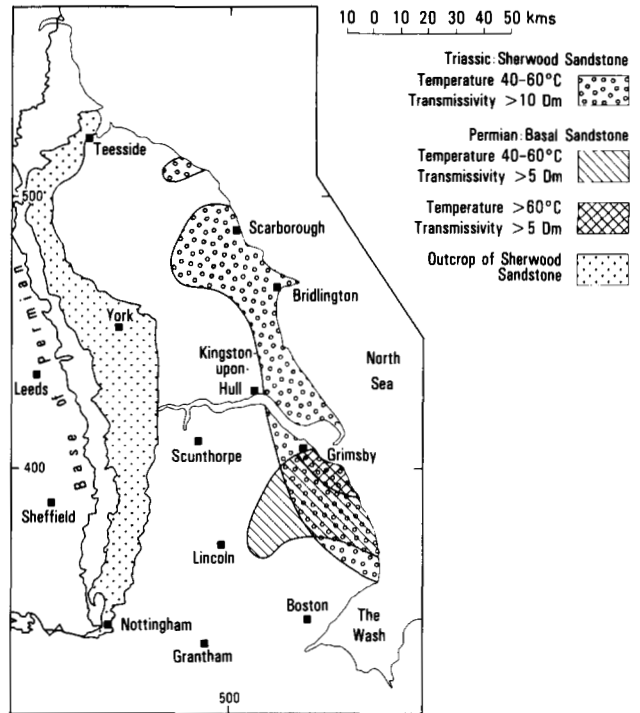 10 0 10 20 30 40 50 kms
Triassic: Sherwood Sandstone
Temperature 40-60°C
Transmissivity >10 Dm
Permian: Basal Sandstone
Temperature 40-60°C
Transmissivity >5 Dm
Temperature >60°C
Transmissivity >5 Dm
Outcrop of Sherwood
Sandstone
Teesside
500
Scarborough
Bridlington
York
Kingston-
upon-
Hull
North
Sea
Leeds
Base of Permian
Scunthorpe
Grimsby
400
Sheffield
Lincoln
Boston
The
Wash
Nottingham
Grantham
500